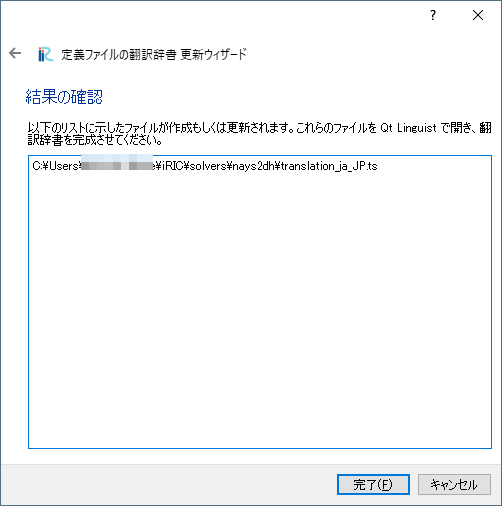 ?
定義ファイルの翻訳辞書 更新ウィザード
結果の確認
以下のリストに示したファイルが作成もしくは更新されます。これらのファイルを Qt Linguist で開き、翻
訳辞書を完成させてください。
C:¥Users¥ e¥iRIC¥solvers¥nays2dh¥translation_ja_JP.ts
完了(F) キャンセル